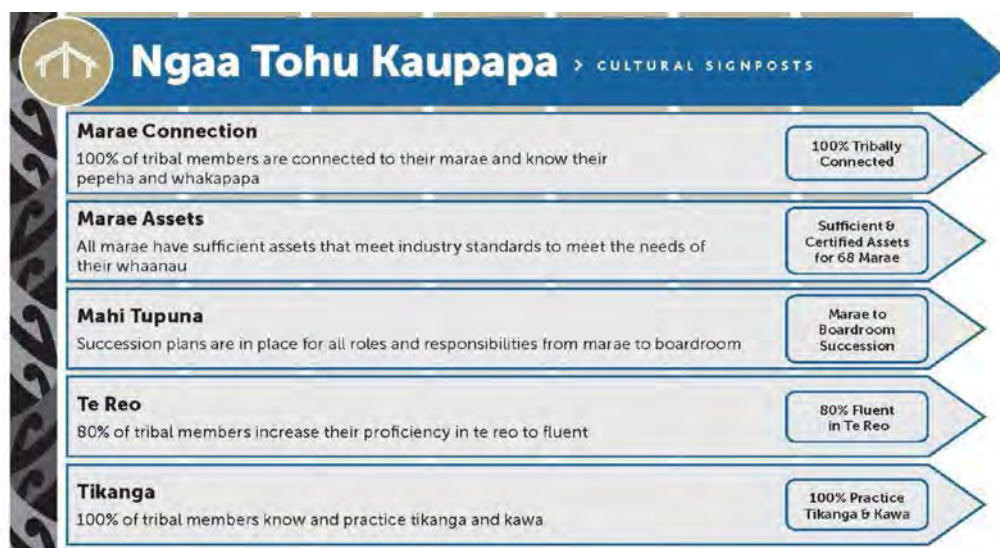 Ngaa Tohu Kaupapa > CULTURAL SIGNPOSTS
Marae Connection
100% of tribal members are connected to their marae and know their
pepeha and whakapapa
100% Tribally
Connected
Marae Assets
All marae have sufficient assets that meet industry standards to meet the needs of
their whaanau
Sufficient &
Certified Assets
for 68 Marae
Mahi Tupuna
Succession plans are in place for all roles and responsibilities from marae to boardroom
Marae to
Boardroom
Succession
Te Reo
80% of tribal members increase their proficiency in te reo to fluent
80% Fluent
in Te Reo
Tikanga
100% of tribal members know and practice tikanga and kawa
100% Practice
Tikanga & Kawa